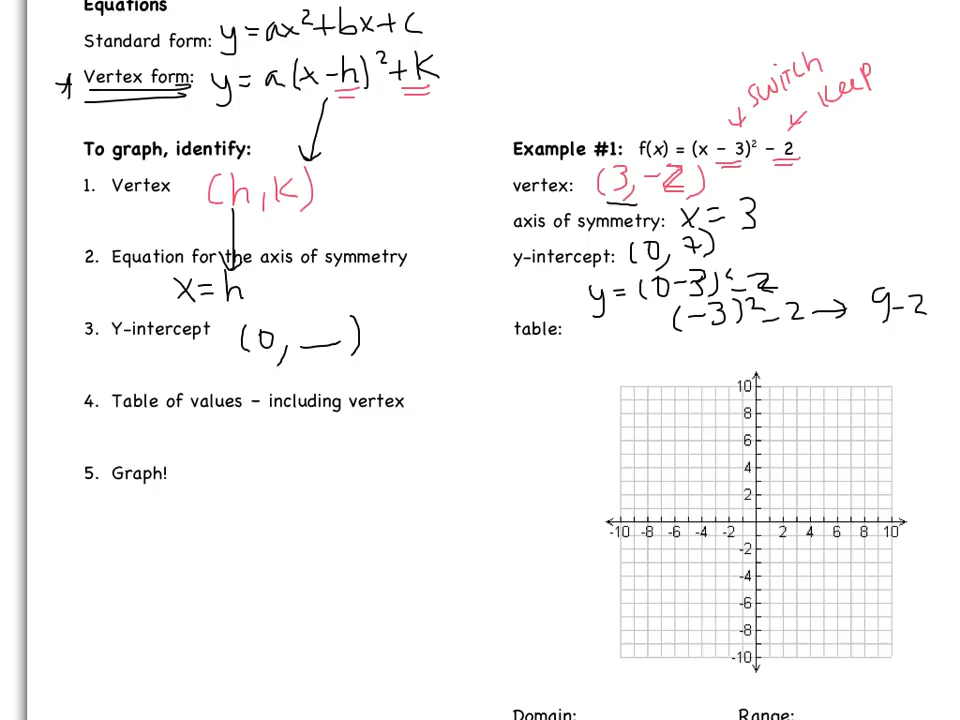 Equations
Standard form: y = ax² + bx + c
Vertex form: y = a(x - h)² + k
SWITCH
Keep
To graph, identify:
1. Vertex (h, k)
2. Equation for the axis of symmetry
x = h
3. Y-intercept (0, __)
4. Table of values – including vertex
5. Graph!
Example #1: f(x) = (x - 3)² - 2
vertex: (3, -2)
axis of symmetry: x = 3
y-intercept: (0, 7)
y = (0-3)² - 2
(-3)² - 2 → 9-2
table:
10
8
6
4
2
-10 -8 -6 -4 -2 2 4 6 8 10
-2
-4
-6
-8
-10
Domain: Range: